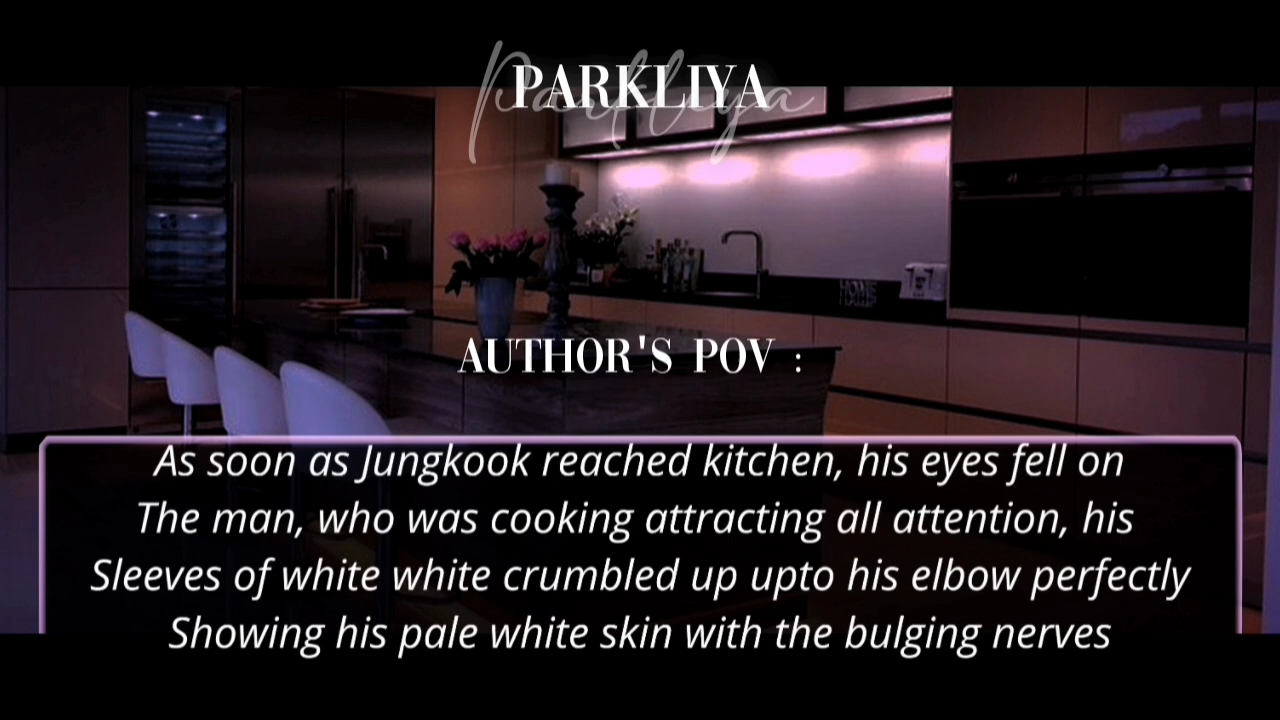 PARKLIYA
Parkliya
AUTHOR'S POV :
As soon as Jungkook reached kitchen, his eyes fell on
The man, who was cooking attracting all attention, his
Sleeves of white white crumbled up upto his elbow perfectly
Showing his pale white skin with the bulging nerves
HOME